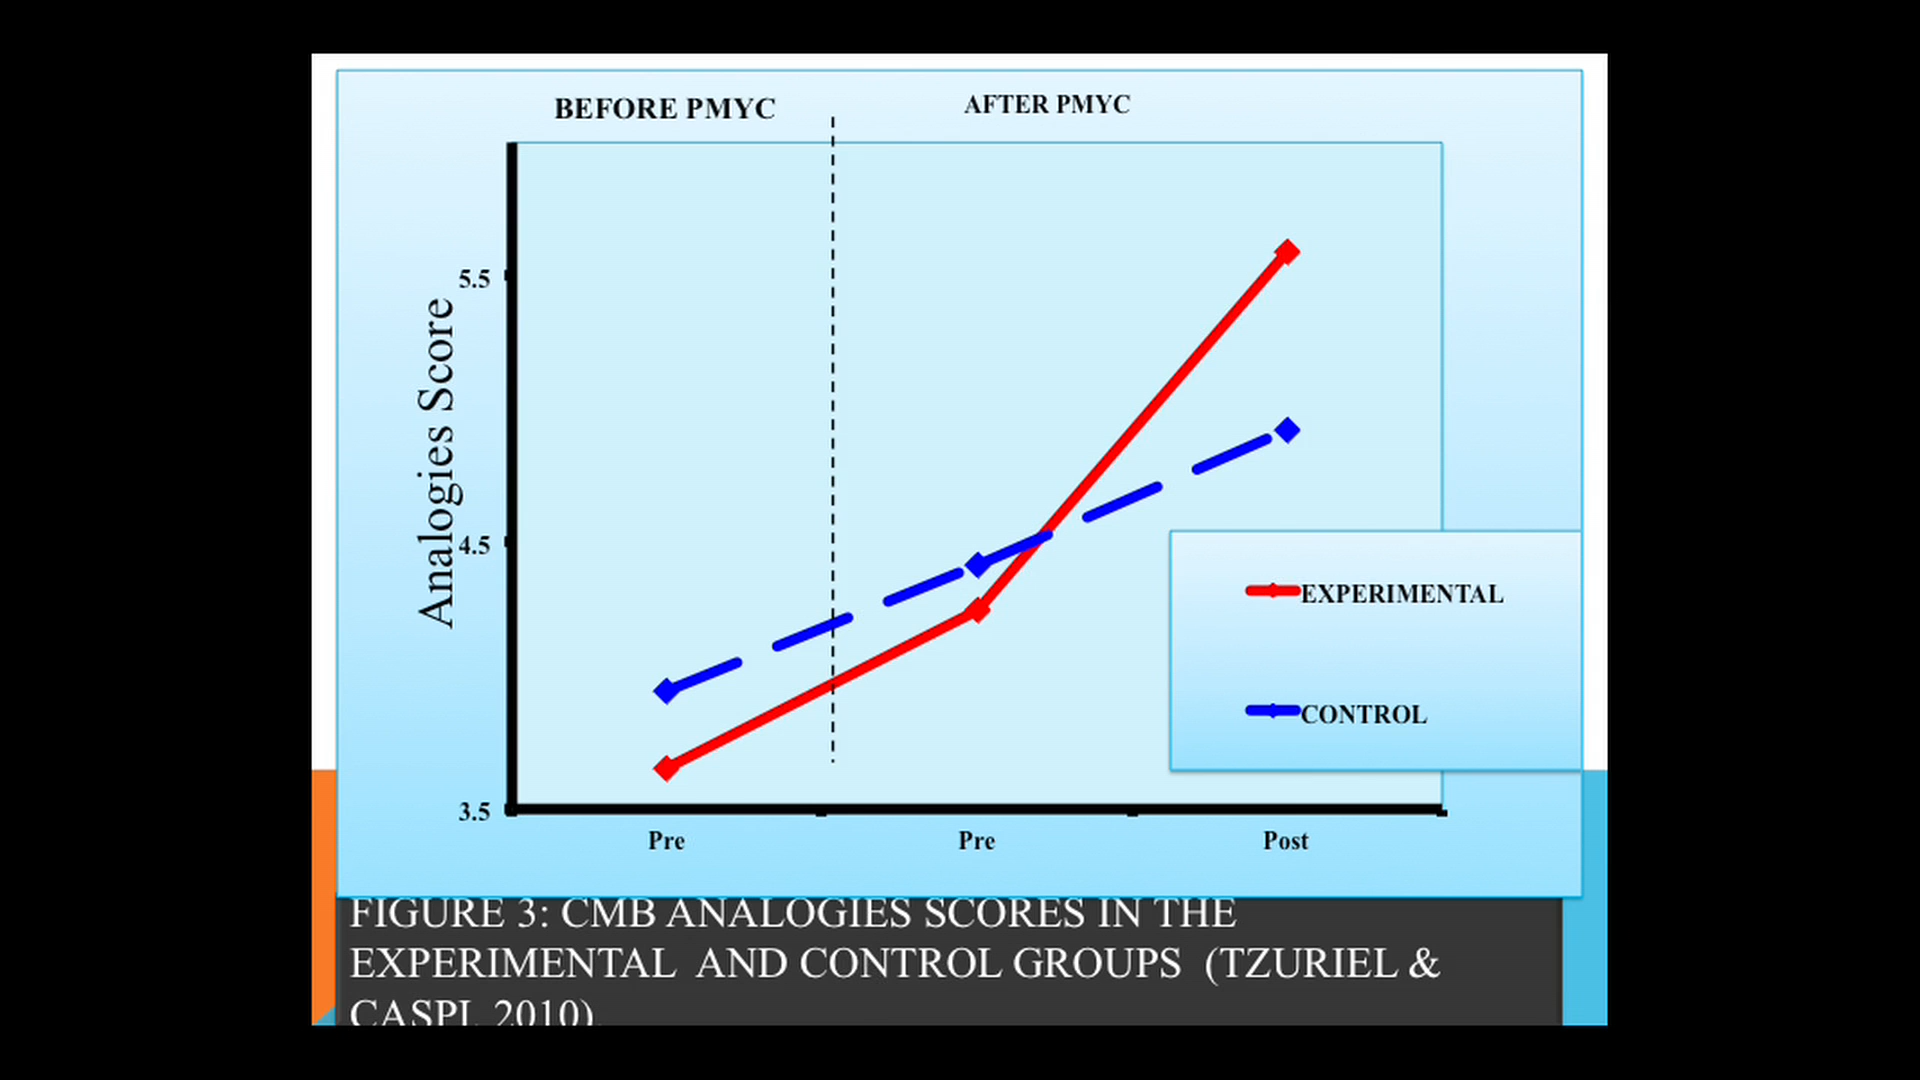 BEFORE PMYC
AFTER PMYC
5.5
4.5
3.5
Analogies Score
Pre
Pre
Post
EXPERIMENTAL
CONTROL
FIGURE 3: CMB ANALOGIES SCORES IN THE
EXPERIMENTAL AND CONTROL GROUPS (TZURIEL &
CASPI, 2010)